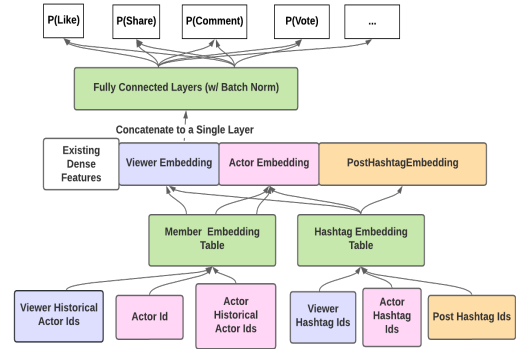 P(Like)
P(Share)
P(Comment)
P(Vote)
...
Fully Connected Layers (w/ Batch Norm)
Concatenate to a Single Layer
Existing
Dense
Features
Viewer Embedding
Actor Embedding
PostHashtagEmbedding
Member Embedding
Table
Hashtag Embedding
Table
Viewer Historical
Actor Ids
Actor Id
Actor
Historical
Actor Ids
Viewer
Hashtag Ids
Actor
Hashtag
Ids
Post Hashtag Ids